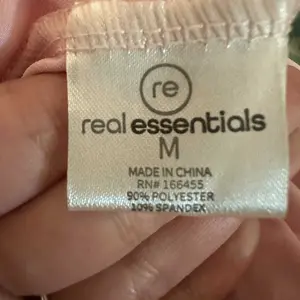 re
real essentials
M
MADE IN CHINA
RN# 166455
90% POLYESTER
10% SPANDEX